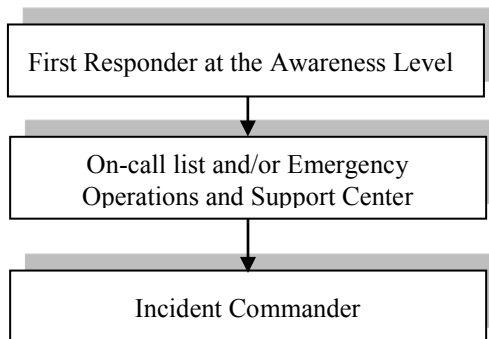 First Responder at the Awareness Level
On-call list and/or Emergency
Operations and Support Center
Incident Commander